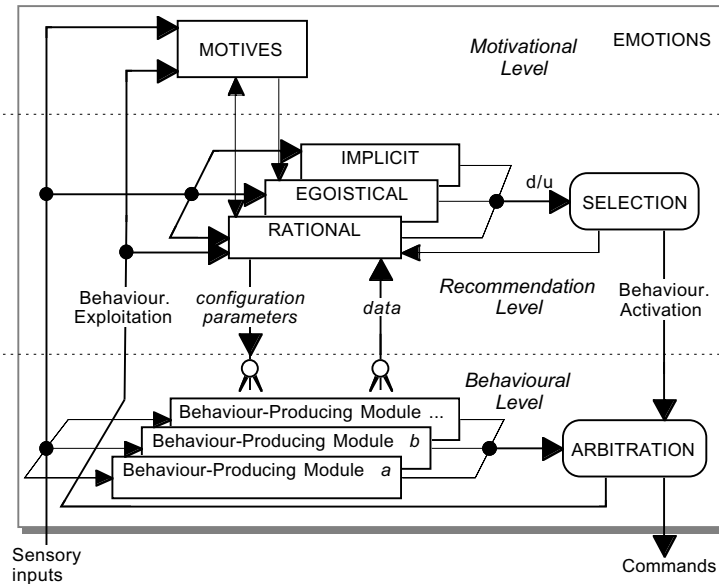 MOTIVES
Motivational
Level
EMOTIONS
IMPLICIT
EGOISTICAL
RATIONAL
d/u
SELECTION
Behaviour.
Exploitation
configuration
parameters
data
Recommendation
Level
Behaviour.
Activation
Behavioural
Level
Behaviour-Producing Module ...
Behaviour-Producing Module b
Behaviour-Producing Module a
ARBITRATION
Sensory
inputs
Commands